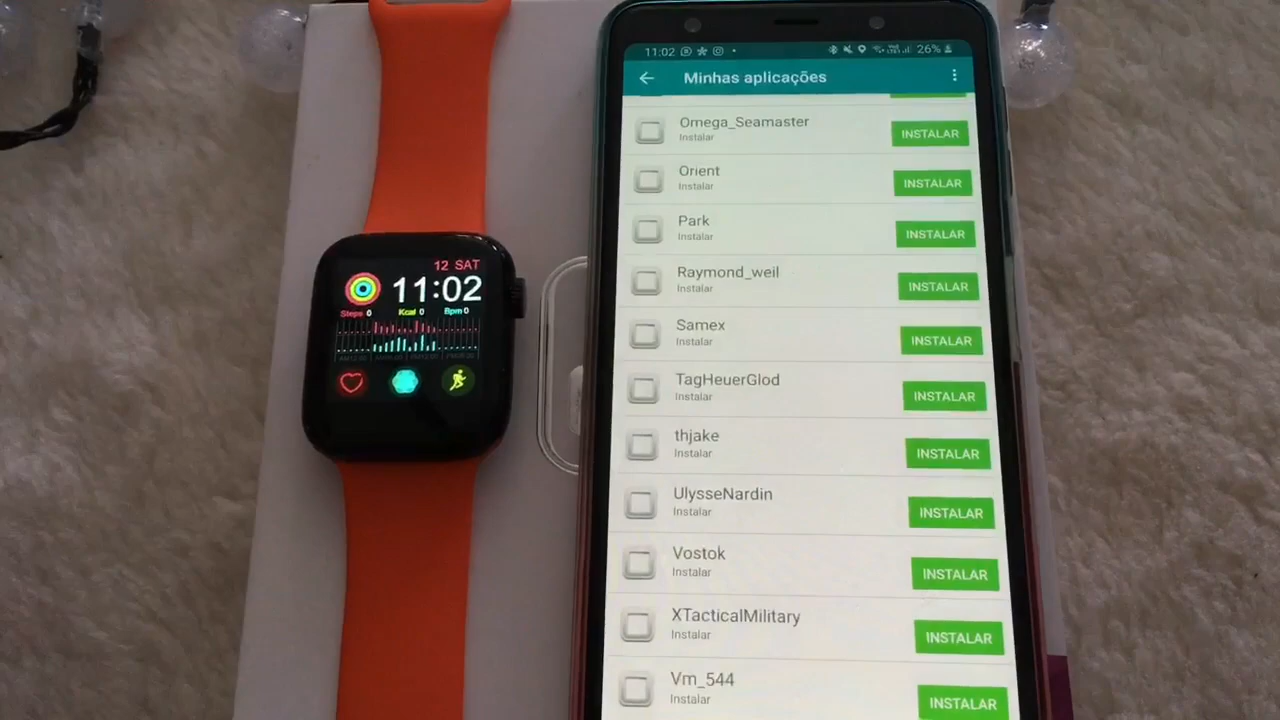 12 SAT
11:02
Steps 0 Kcal 0 Bpm 0
11:02
26%
Minhas aplicações
Omega_Seamaster
Instalar
INSTALAR
Orient
Instalar
INSTALAR
Park
Instalar
INSTALAR
Raymond_weil
Instalar
INSTALAR
Samex
Instalar
INSTALAR
TagHeuerGlod
Instalar
INSTALAR
thjake
Instalar
INSTALAR
UlysseNardin
Instalar
INSTALAR
Vostok
Instalar
INSTALAR
XTacticalMilitary
Instalar
INSTALAR
Vm_544
Instalar
INSTALAR